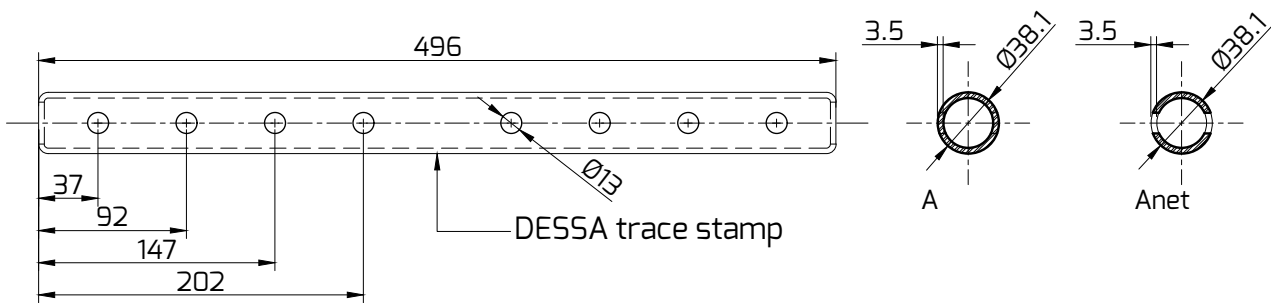 496
3.5
Ø38.1
3.5
Ø38.1
Ø13
37
A
Anet
92
DESSA trace stamp
147
202